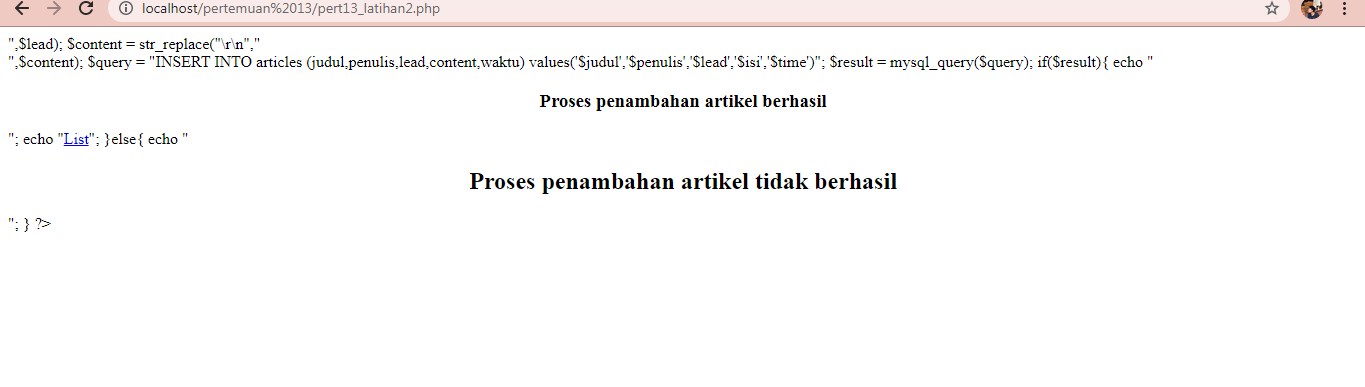 localhost/pertemuan%2013/pert13_latihan2.php
",$lead); $content = str_replace("\r\n","
",$content); $query = "INSERT INTO articles (judul,penulis,lead,content,waktu) values('$judul','$penulis','$lead','$isi','$time')"; $result = mysql_query($query); if($result){ echo "
Proses penambahan artikel berhasil
"; echo "List"; }else{ echo "
Proses penambahan artikel tidak berhasil
"; } ?>